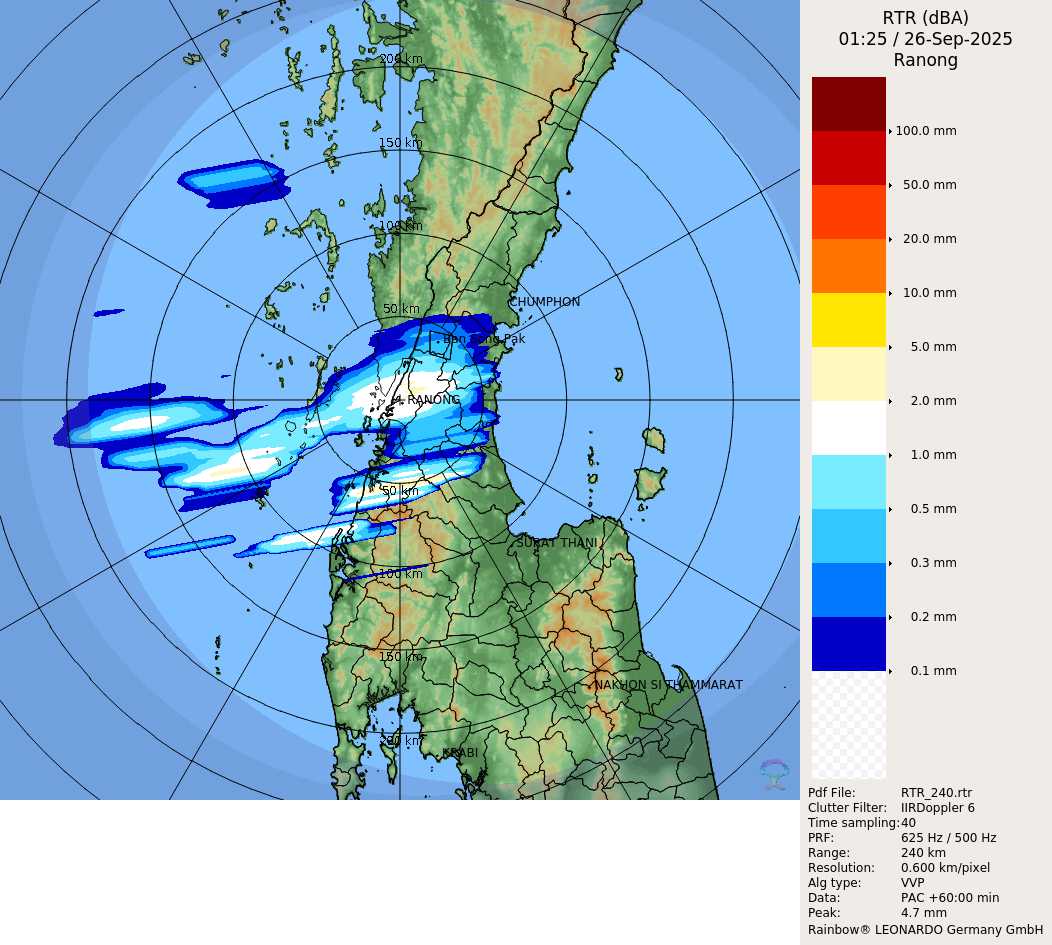 RTR (dBA)
01:25 / 26-Sep-2025
Ranong
200 km
150 km
100 km
50 km
CHUMPHON
Ban Pong Pak
RANONG
50 km
SURAT THANI
100 km
150 km
NAKHON SI THAMMARAT
200 km
KRABI
100.0 mm
50.0 mm
20.0 mm
10.0 mm
5.0 mm
2.0 mm
1.0 mm
0.5 mm
0.3 mm
0.2 mm
0.1 mm
Pdf File: RTR_240.rtr
Clutter Filter: IIRDoppler 6
Time sampling:40
PRF: 625 Hz / 500 Hz
Range: 240 km
Resolution: 0.600 km/pixel
Alg type: VVP
Data: PAC +60:00 min
Peak: 4.7 mm
Rainbow® LEONARDO Germany GmbH